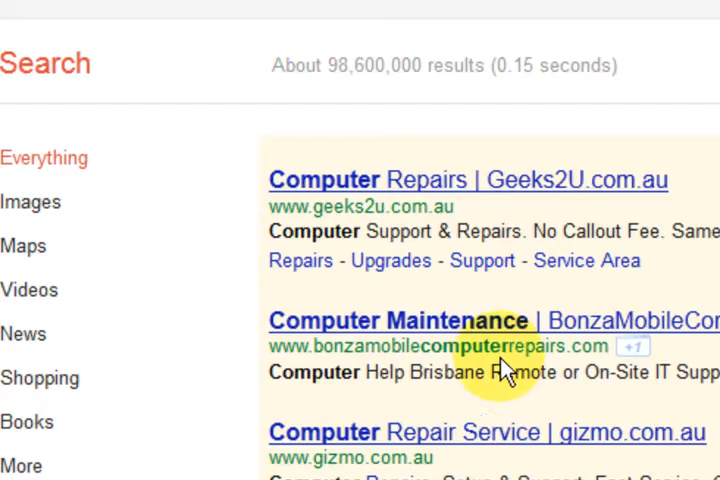 Search
About 98,600,000 results (0.15 seconds)
Everything
Images
Maps
Videos
News
Shopping
Books
More
Computer Repairs | Geeks2U.com.au
www.geeks2u.com.au
Computer Support & Repairs. No Callout Fee. Same
Repairs - Upgrades - Support - Service Area
Computer Maintenance | BonzaMobileCo
www.bonzamobilecomputerrepairs.com +1
Computer Help Brisbane Remote or On-Site IT Supp
Computer Repair Service | gizmo.com.au
www.gizmo.com.au